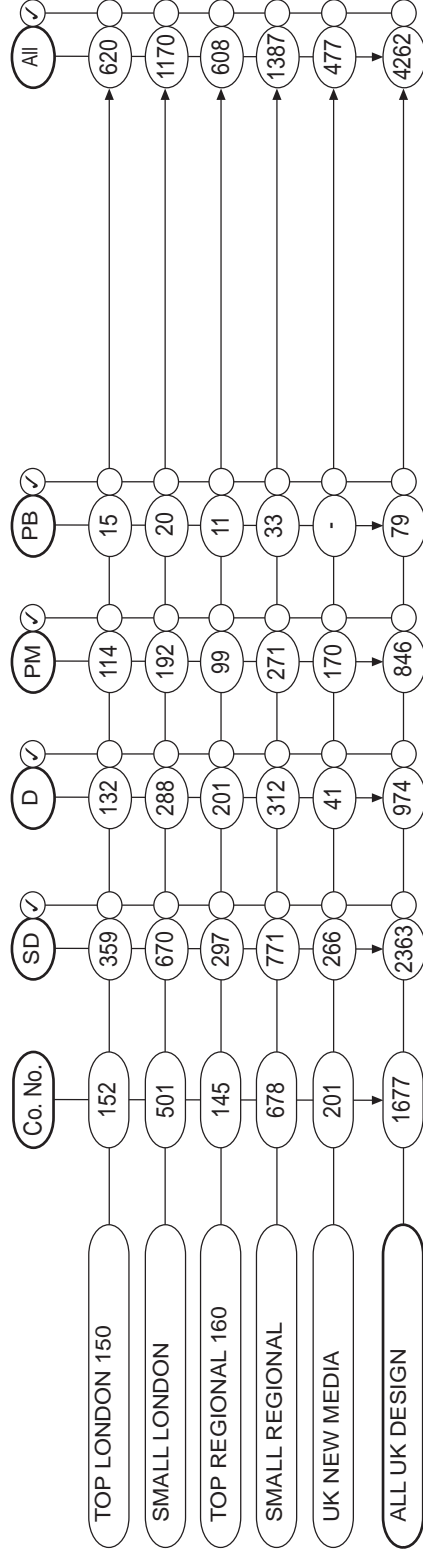 Co. No. SD ✓ D ✓ PM ✓ PB ✓ All ✓
TOP LONDON 150 152 359 132 114 15 620
SMALL LONDON 501 670 288 192 20 1170
TOP REGIONAL 160 145 297 201 99 11 608
SMALL REGIONAL 678 771 312 271 33 1387
UK NEW MEDIA 201 266 41 170 - 477
ALL UK DESIGN 1677 2363 974 846 79 4262